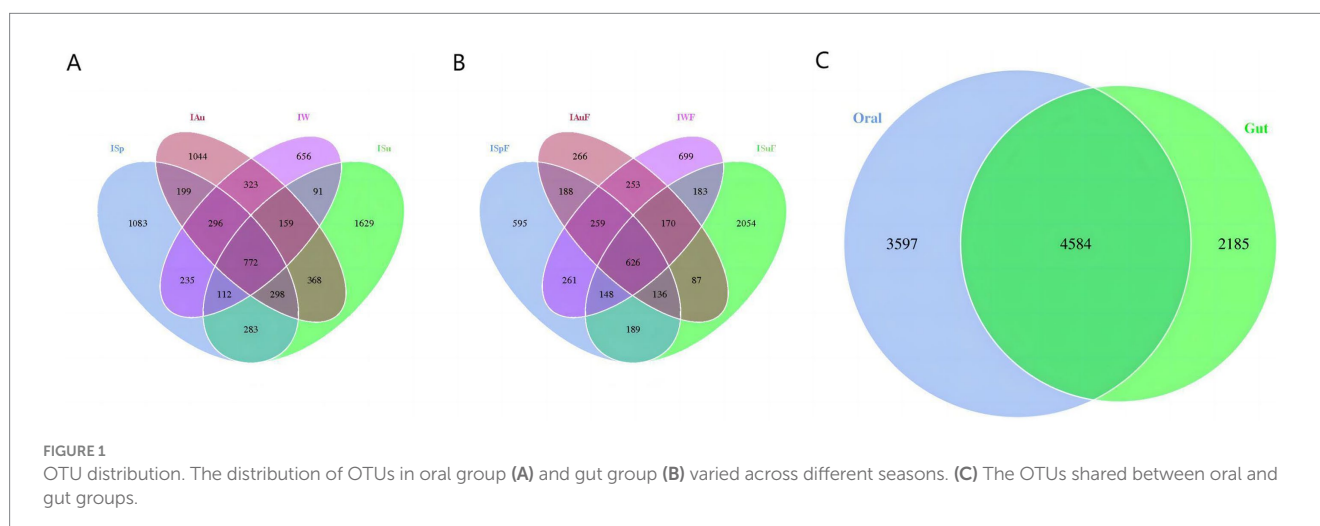 A
B
C
IAu
IW
ISp
ISu
1044
656
199
323
91
1083
296
159
1629
772
235
368
112
298
283
IAuF
IWF
ISpF
ISuF
266
699
188
253
183
595
259
170
2054
626
261
87
148
136
189
Oral
Gut
3597
4584
2185
FIGURE 1
OTU distribution. The distribution of OTUs in oral group (A) and gut group (B) varied across different seasons. (C) The OTUs shared between oral and
gut groups.